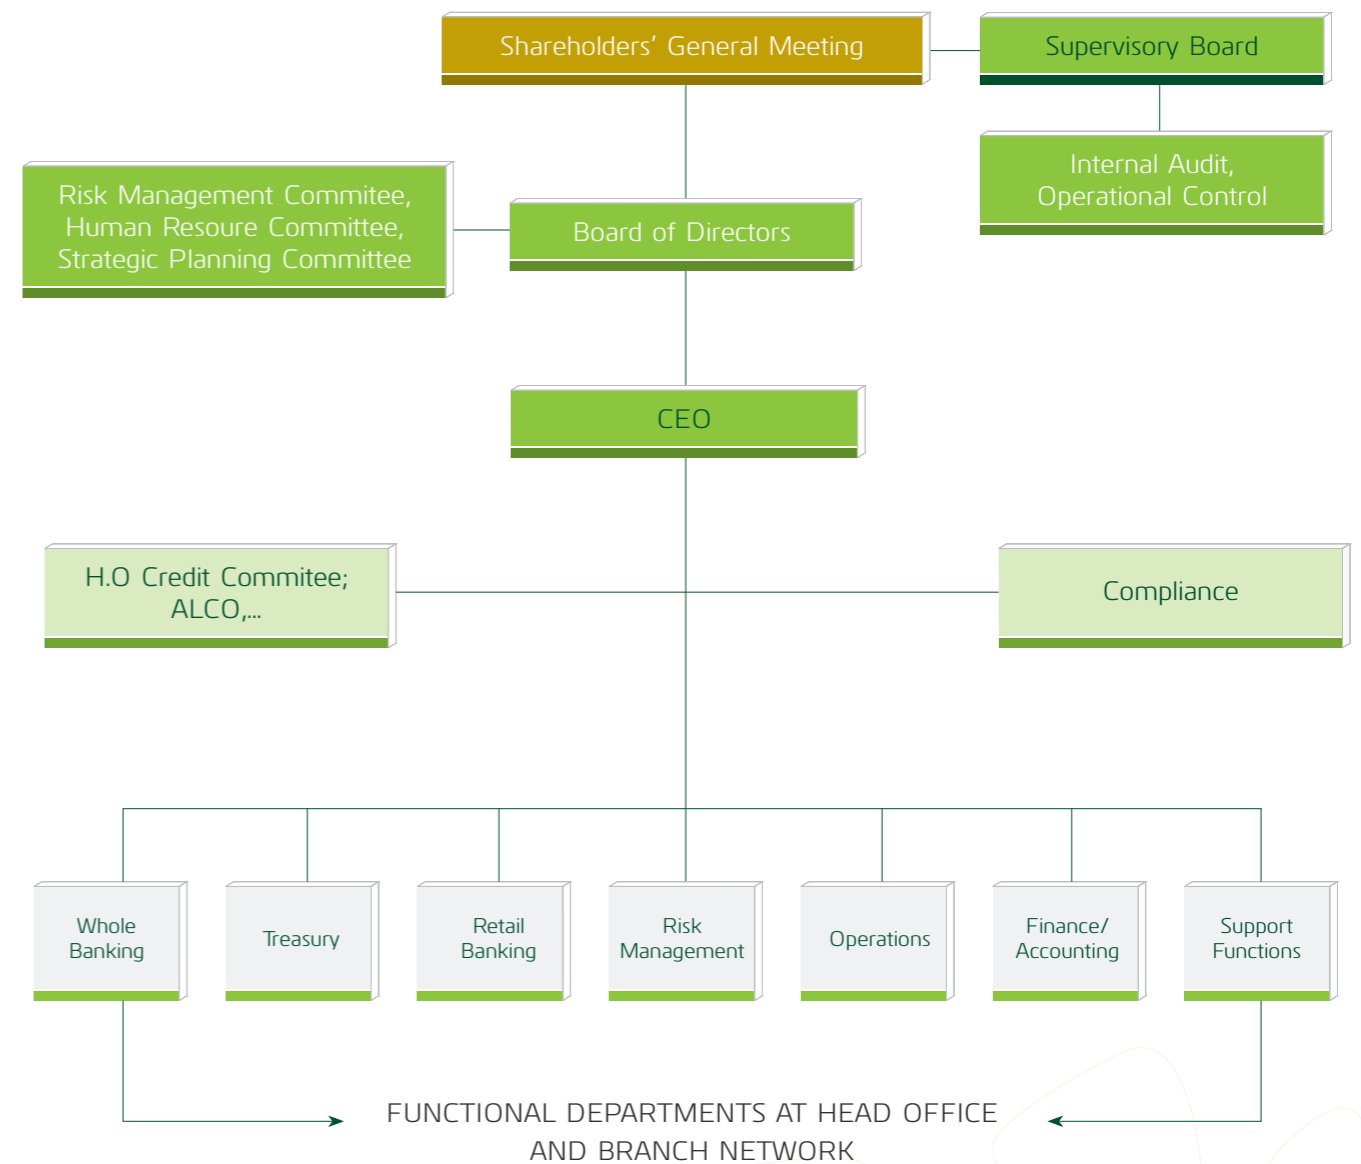 Shareholders' General Meeting
Supervisory Board
Internal Audit,
Operational Control
Risk Management Commitee,
Human Resoure Committee,
Strategic Planning Committee
Board of Directors
CEO
H.O Credit Commitee;
ALCO,...
Compliance
Whole
Banking
Treasury
Retail
Banking
Risk
Management
Operations
Finance/
Accounting
Support
Functions
FUNCTIONAL DEPARTMENTS AT HEAD OFFICE
AND BRANCH NETWORK